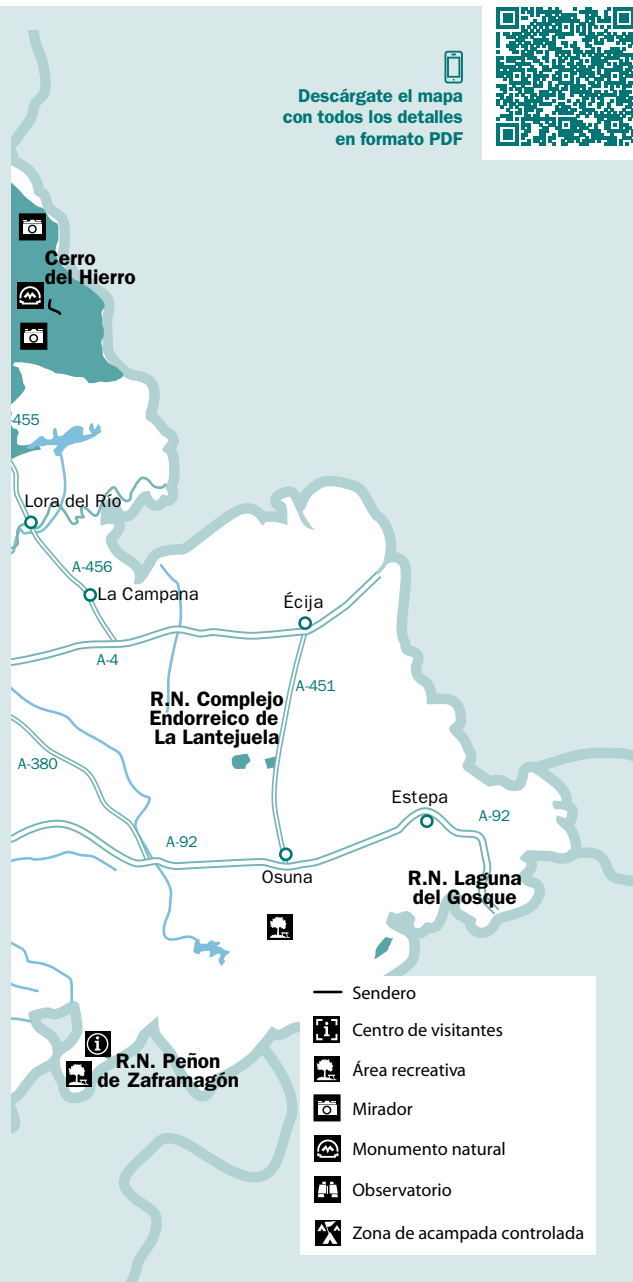 Descárgate el mapa
con todos los detalles
en formato PDF
Cerro
del Hierro
455
Lora del Río
A-456
La Campana
Écija
A-4
A-451
R.N. Complejo
Endorreico de
La Lantejuela
A-380
Estepa
A-92
A-92
Osuna
R.N. Laguna
del Gosque
Sendero
Centro de visitantes
R.N. Peñon
de Zaframagón
Área recreativa
Mirador
Monumento natural
Observatorio
Zona de acampada controlada